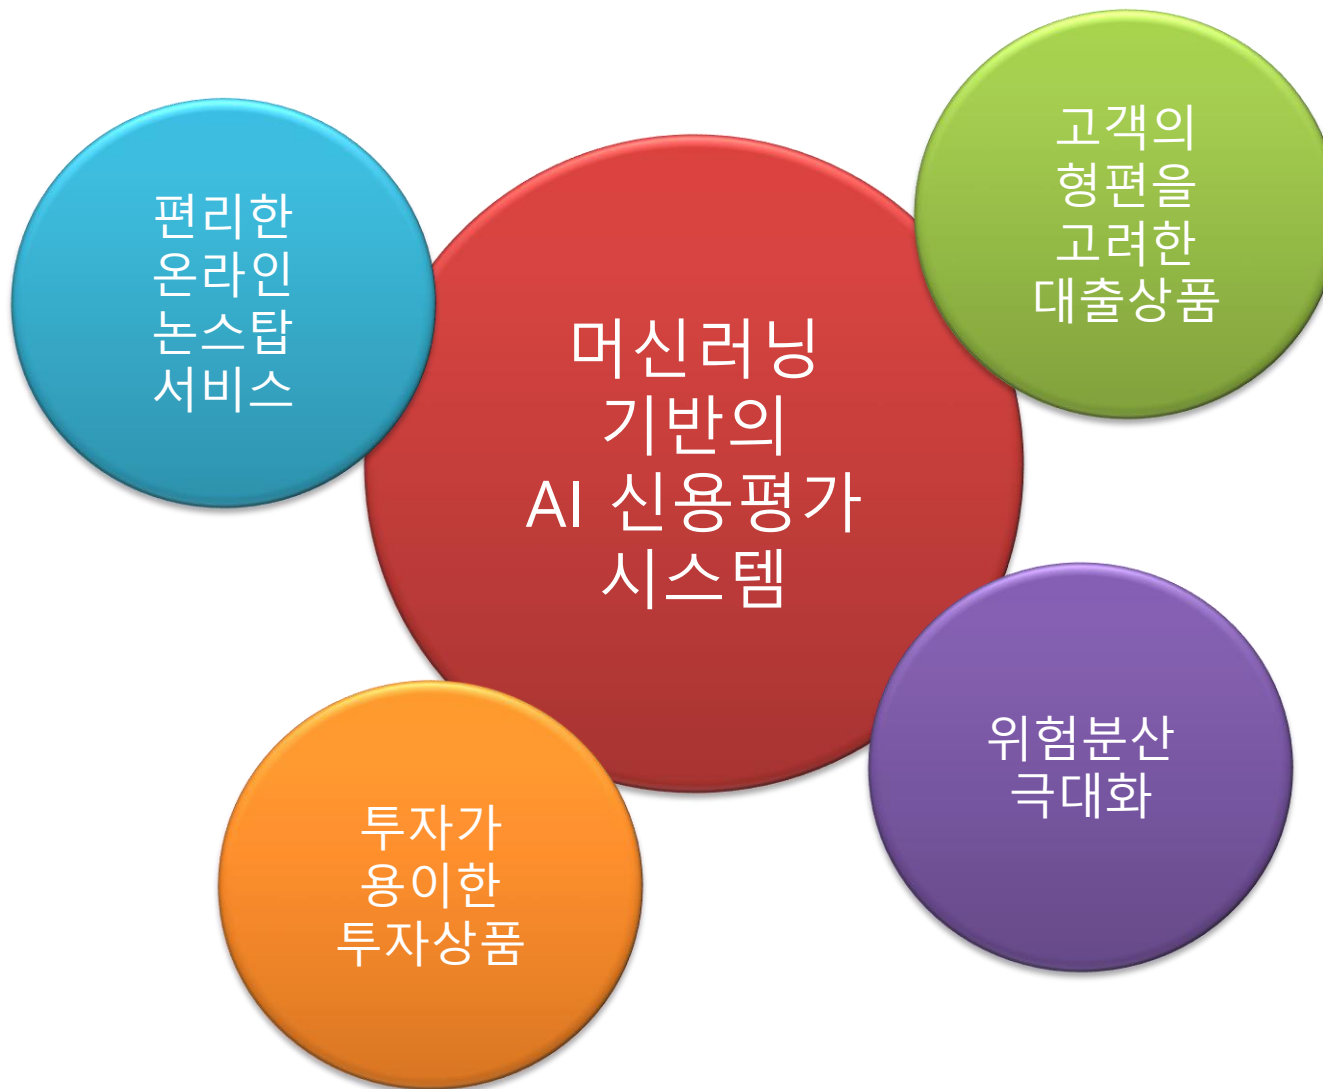 편리한
온라인
논스탑
서비스
고객의
형편을
고려한
대출상품
머신러닝
기반의
AI 신용평가
시스템
위험분산
극대화
투자가
용이한
투자상품